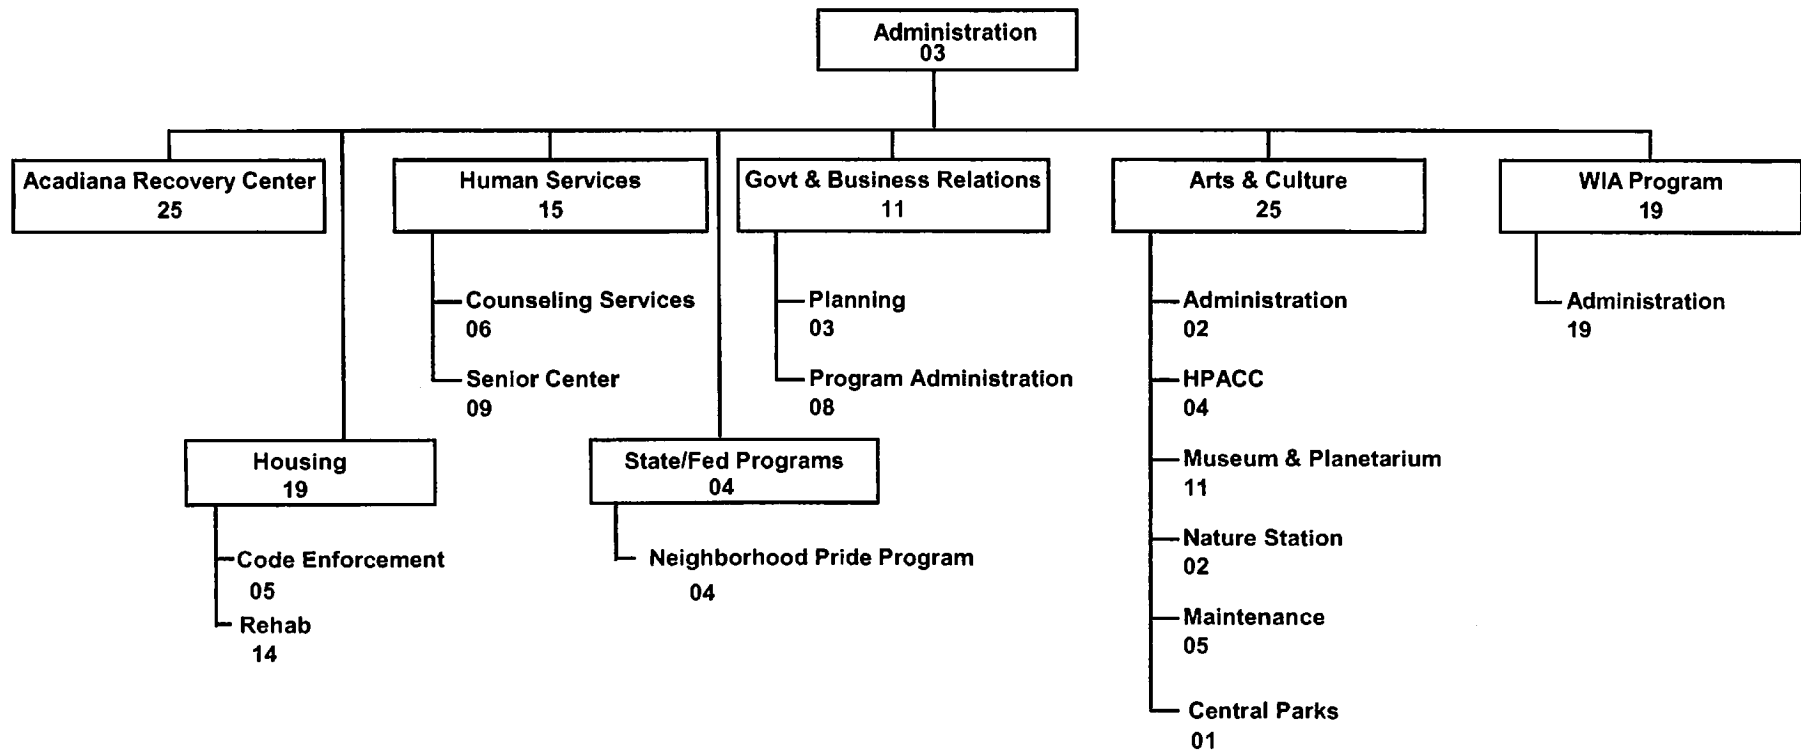 Administration
03
Acadiana Recovery Center
25
Human Services
15
Govt & Business Relations
11
Arts & Culture
25
WIA Program
19
Counseling Services
06
Senior Center
09
Planning
03
Program Administration
08
Administration
02
HPACC
04
Museum & Planetarium
11
Nature Station
02
Maintenance
05
Central Parks
01
Administration
19
Housing
19
Code Enforcement
05
Rehab
14
State/Fed Programs
04
Neighborhood Pride Program
04